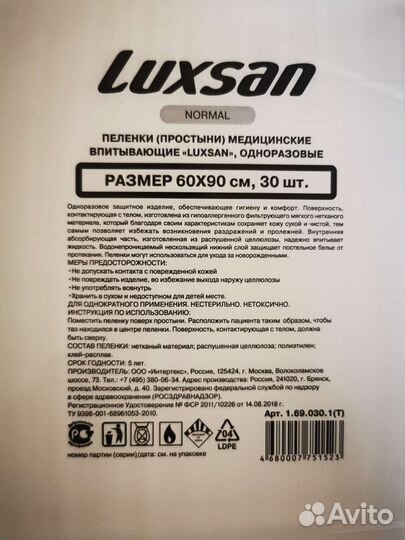 Luxsan
NORMAL
ПЕЛЕНКИ (ПРОСТЫНИ) МЕДИЦИНСКИЕ
ВПИТЫВАЮЩИЕ «LUXSAN», ОДНОРАЗОВЫЕ
РАЗМЕР 60X90 см, 30 шт.
Одноразовое защитное изделие, обеспечивающее гигиену и комфорт. Поверхность,
контактирующая с телом, изготовлена из гипоаллергенного фильтрующего мягкого нетканого
материала, который благодаря своим характеристикам сохраняет кожу сухой и чистой, тем
самым позволяет избежать возникновения раздражений и пролежней. Внутренняя
абсорбирующая часть, изготовленная из распушенной целлюлозы, надежно впитывает
жидкость. Водонепроницаемый нескользящий нижний слой защищает постельное белье от
протекания. Пеленки могут использоваться для ухода за новорожденными.
МЕРЫ ПРЕДОСТОРОЖНОСТИ:
•Не допускать контакта с поврежденной кожей
•Не повреждать изделие, во избежание выхода наружу целлюлозы
•Не употреблять вовнутрь
•Хранить в сухом и недоступном для детей месте.
ДЛЯ ОДНОКРАТНОГО ПРИМЕНЕНИЯ. НЕСТЕРИЛЬНО. НЕТОКСИЧНО.
ИНСТРУКЦИЯ ПО ИСПОЛЬЗОВАНИЮ:
Поместить пеленку поверх простыни. Расположите пациента таким образом, чтобы
таз находился в центре пеленки. Поверхность, контактирующая с телом, должна
быть сверху.
СОСТАВ ПЕЛЕНКИ: нетканый материал; распушенная целлюлоза; полиэтилен;
клей-расплав.
СРОК ГОДНОСТИ: 5 лет.
ПРОИЗВОДИТЕЛЬ: ООО «Интертекс», Россия, 125424, г. Москва, Волоколамское
шоссе, 73. Тел.: +7 (495) 380-06-34. Адрес производства: Россия, 241020, г. Брянск,
проезд Московский, д. 40. Зарегистрировано федеральной службой по надзору
в сфере здравоохранения (РОСЗДРАВНАДЗОР).
Регистрационное Удостоверение № ФСР 2011/10226 от 14.08.2018 г.
ТУ 9398-001-68961053-2010.
Арт. 1.69.030.1(Т)
04
LDPE
номер партии (серии)/дата: см. на упаковке
4 680007 751523
Avito